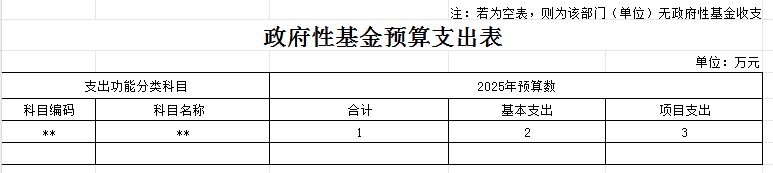 注：若为空表，则为该部门（单位）无政府性基金收支
政府性基金预算支出表
单位：万元
支出功能分类科目 2025年预算数
科目编码 科目名称 合计 基本支出 项目支出
** ** 1 2 3